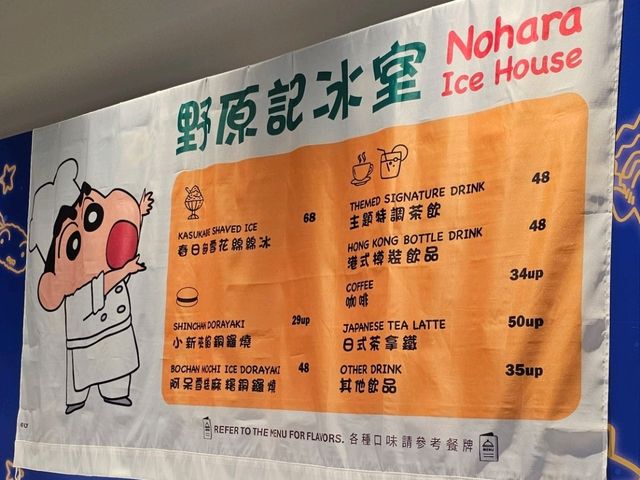 野原記冰室
Nohara
Ice House
KASUKABE SHAVED ICE 68
春日部雪花綿綿冰
SHINCHAN DORAYAKI 29up
小新夾餡銅鑼燒
BOCHAN MOCHI ICE DORAYAKI 48
阿呆雪糕麻糬銅鑼燒
THEMED SIGNATURE DRINK 48
主題特調茶飲
HONG KONG BOTTLE DRINK 48
港式樽裝飲品
COFFEE 34up
咖啡
JAPANESE TEA LATTE 50up
日式茶拿鐵
OTHER DRINK 35up
其他飲品
REFER TO THE MENU FOR FLAVORS. 各種口味請參考餐牌